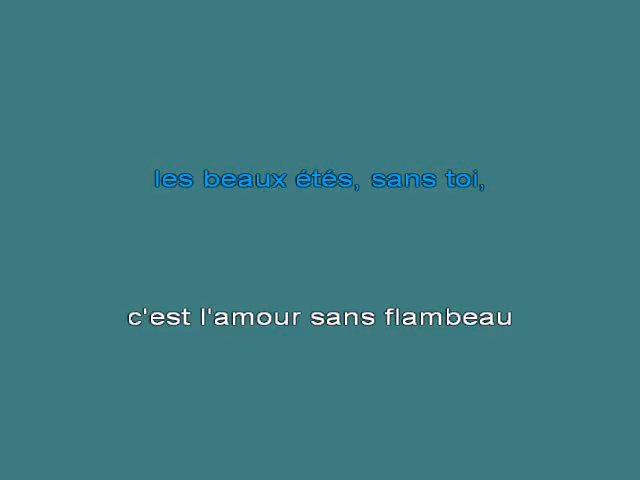 les beaux étés, sans toi,
c'est l'amour sans flambeau